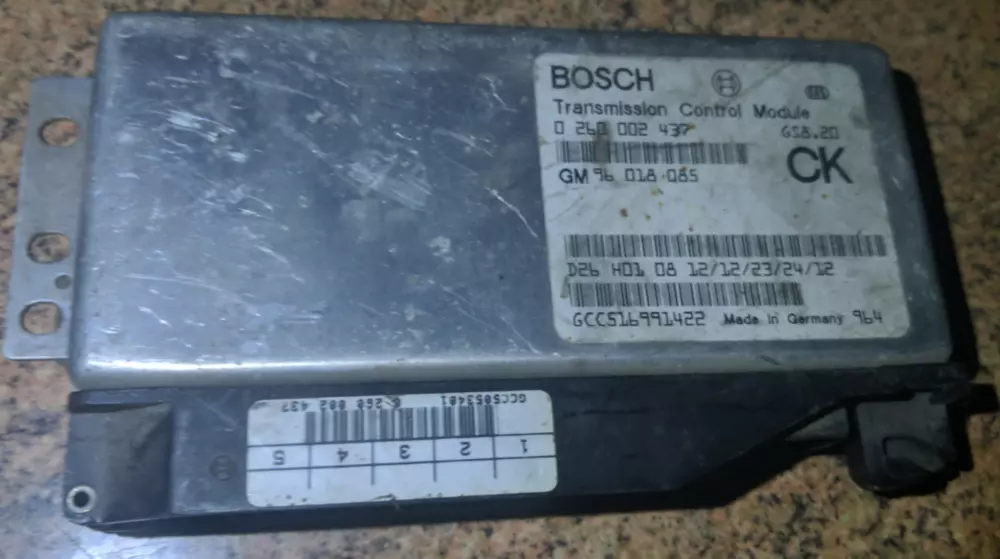 BOSCH
Transmission Control Module
0 260 002 437 GS8.20
GM 96 018 085 CK
D26 H01 08 12/12/23/24/12
GCC516991422 Made in Germany 964
GCC5053401 0 260 002 437
1 2 3 4 5